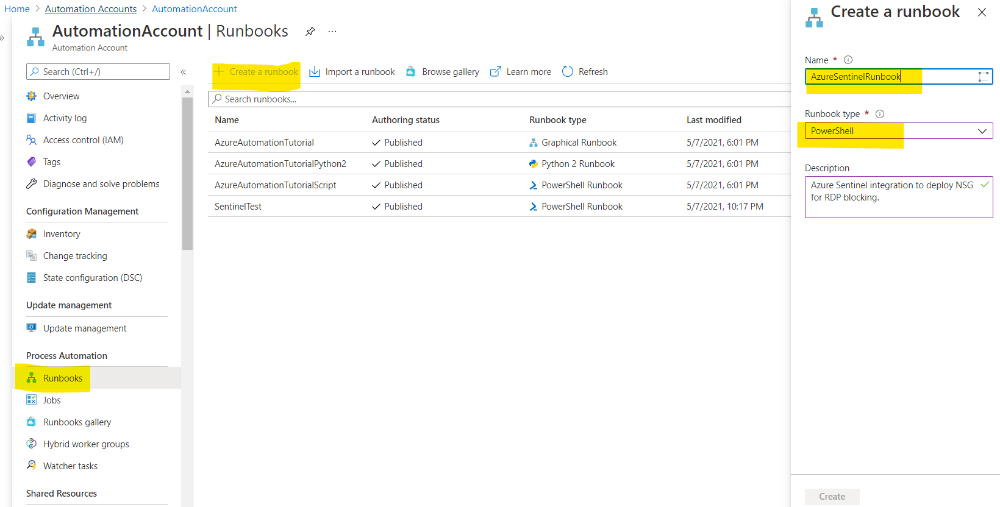 Home > Automation Accounts > AutomationAccount
AutomationAccount | Runbooks
Automation Account
Search (Ctrl+/)
Overview
Activity log
Access control (IAM)
Tags
Diagnose and solve problems
Configuration Management
Inventory
Change tracking
State configuration (DSC)
Update management
Update management
Process Automation
Runbooks
Jobs
Runbooks gallery
Hybrid worker groups
Watcher tasks
Shared Resources
Create a runbook Import a runbook Browse gallery Learn more Refresh
Search runbooks...
Name Authoring status Runbook type Last modified
AzureAutomationTutorial Published Graphical Runbook 5/7/2021, 6:01 PM
AzureAutomationTutorialPython2 Published Python 2 Runbook 5/7/2021, 6:01 PM
AzureAutomationTutorialScript Published PowerShell Runbook 5/7/2021, 6:01 PM
SentinelTest Published PowerShell Runbook 5/7/2021, 10:17 PM
Create a runbook
Name *
AzureSentinelRunbook
Runbook type *
PowerShell
Description
Azure Sentinel integration to deploy NSG
for RDP blocking.
Create